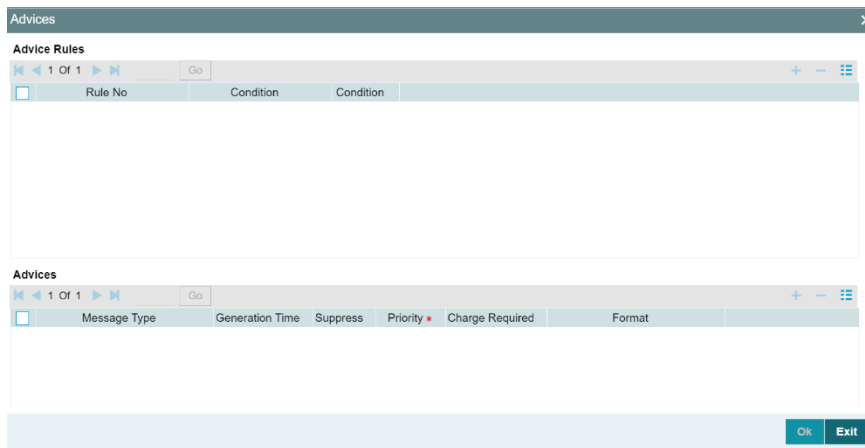 Advices
Advice Rules
1 Of 1 Go
Rule No Condition Condition
Advices
1 Of 1 Go
Message Type Generation Time Suppress Priority * Charge Required Format
Ok Exit